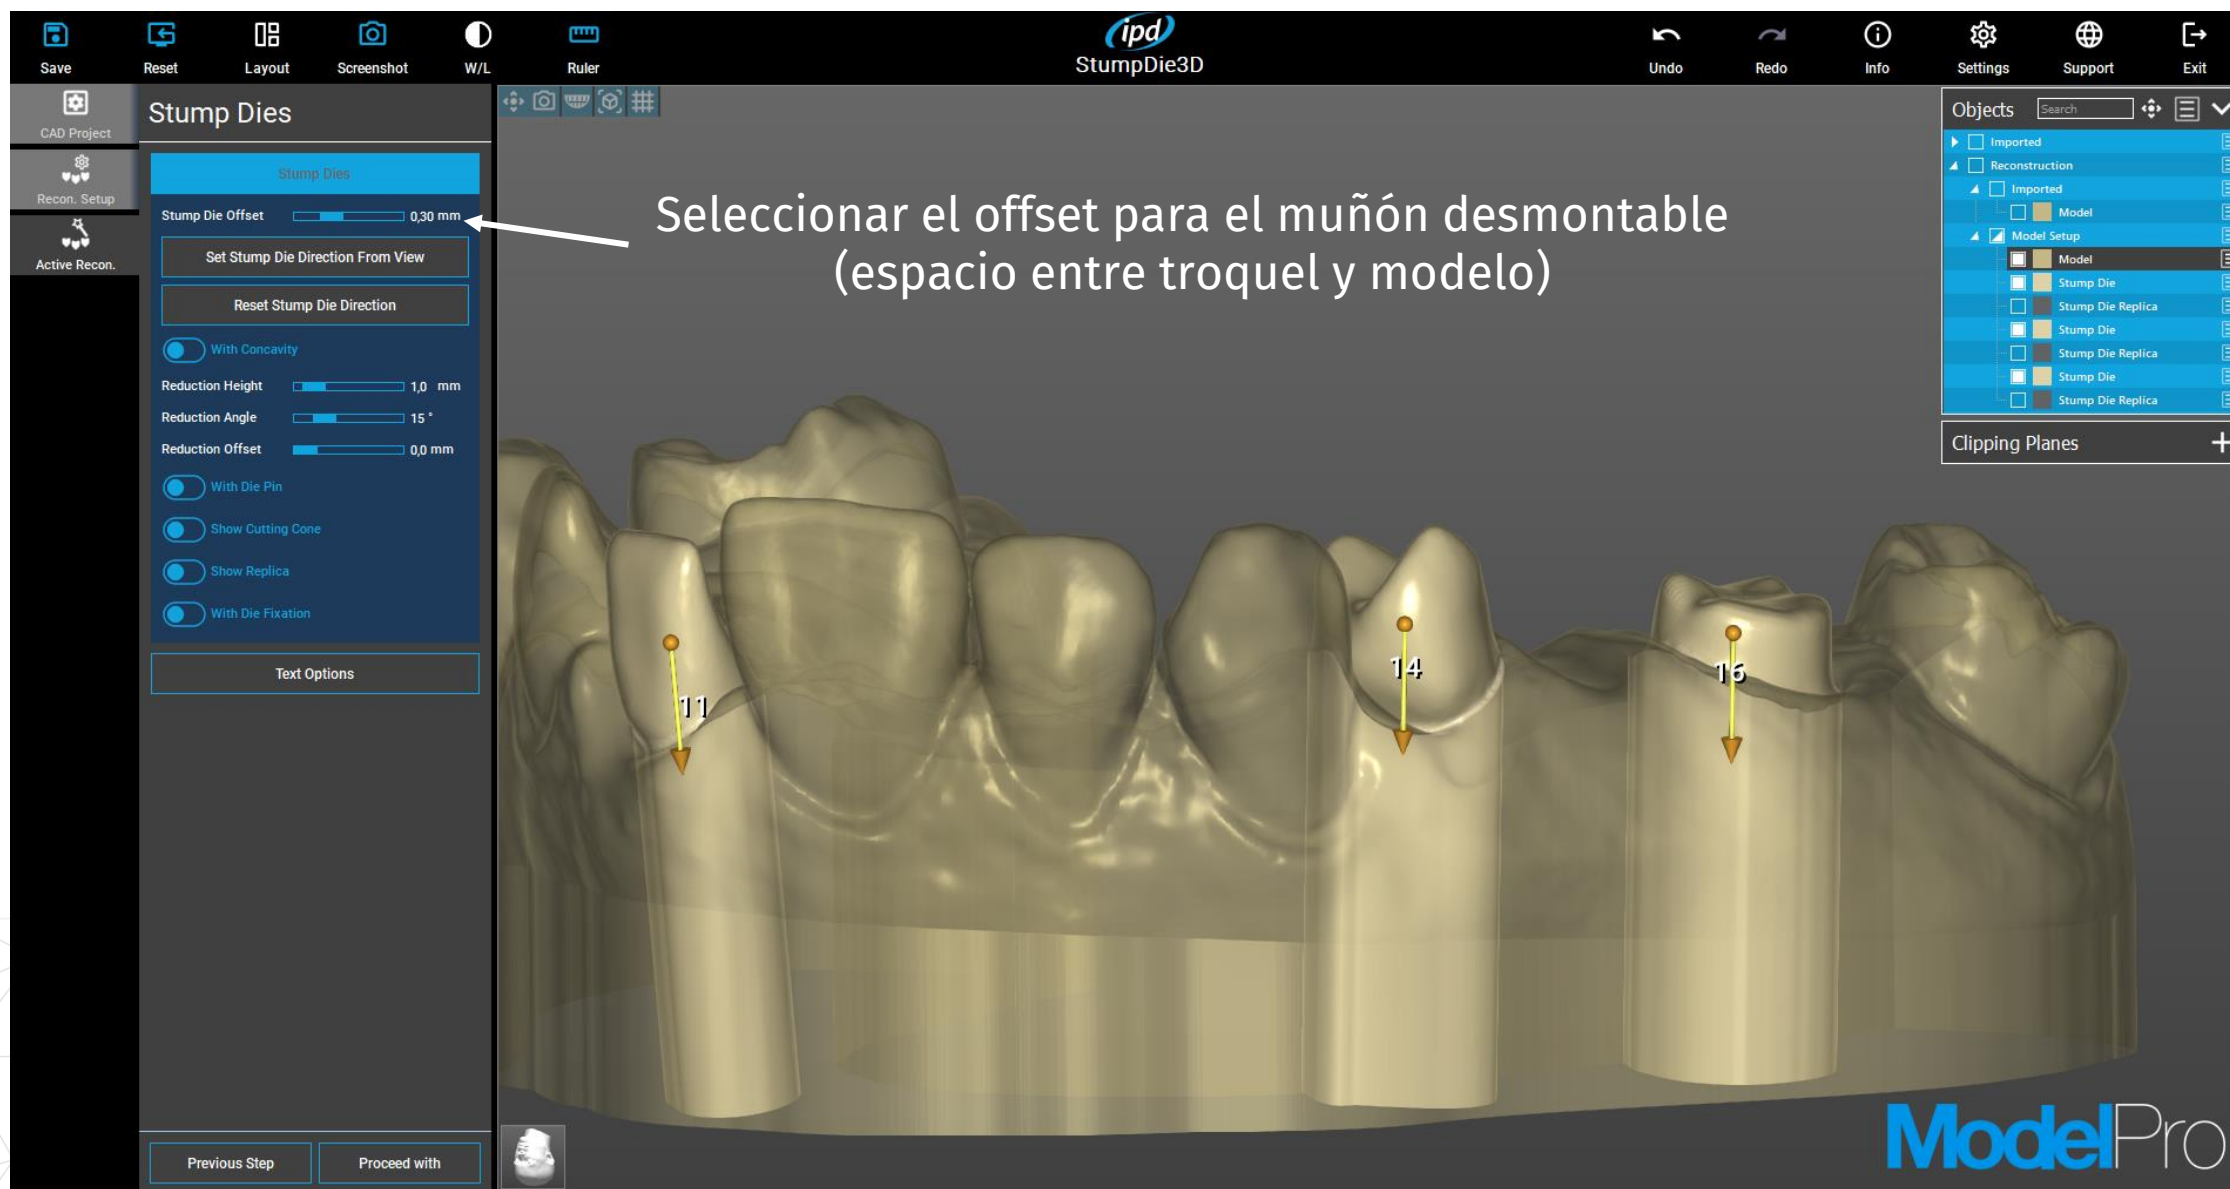 Save
Reset
Layout
Screenshot
W/L
Ruler
ipd
StumpDie3D
Undo
Redo
Info
Settings
Support
Exit
CAD Project
Recon. Setup
Active Recon.
Stump Dies
Stump Dies
Stump Die Offset 0,30 mm
Set Stump Die Direction From View
Reset Stump Die Direction
With Concavity
Reduction Height 1,0 mm
Reduction Angle 15 °
Reduction Offset 0,0 mm
With Die Pin
Show Cutting Cone
Show Replica
With Die Fixation
Text Options
Previous Step
Proceed with
Seleccionar el offset para el muñón desmontable
(espacio entre troquel y modelo)
11
14
16
Objects Search
Imported
Reconstruction
Imported
Model
Model Setup
Model
Stump Die
Stump Die Replica
Stump Die
Stump Die Replica
Stump Die
Stump Die Replica
Clipping Planes
ModelPro